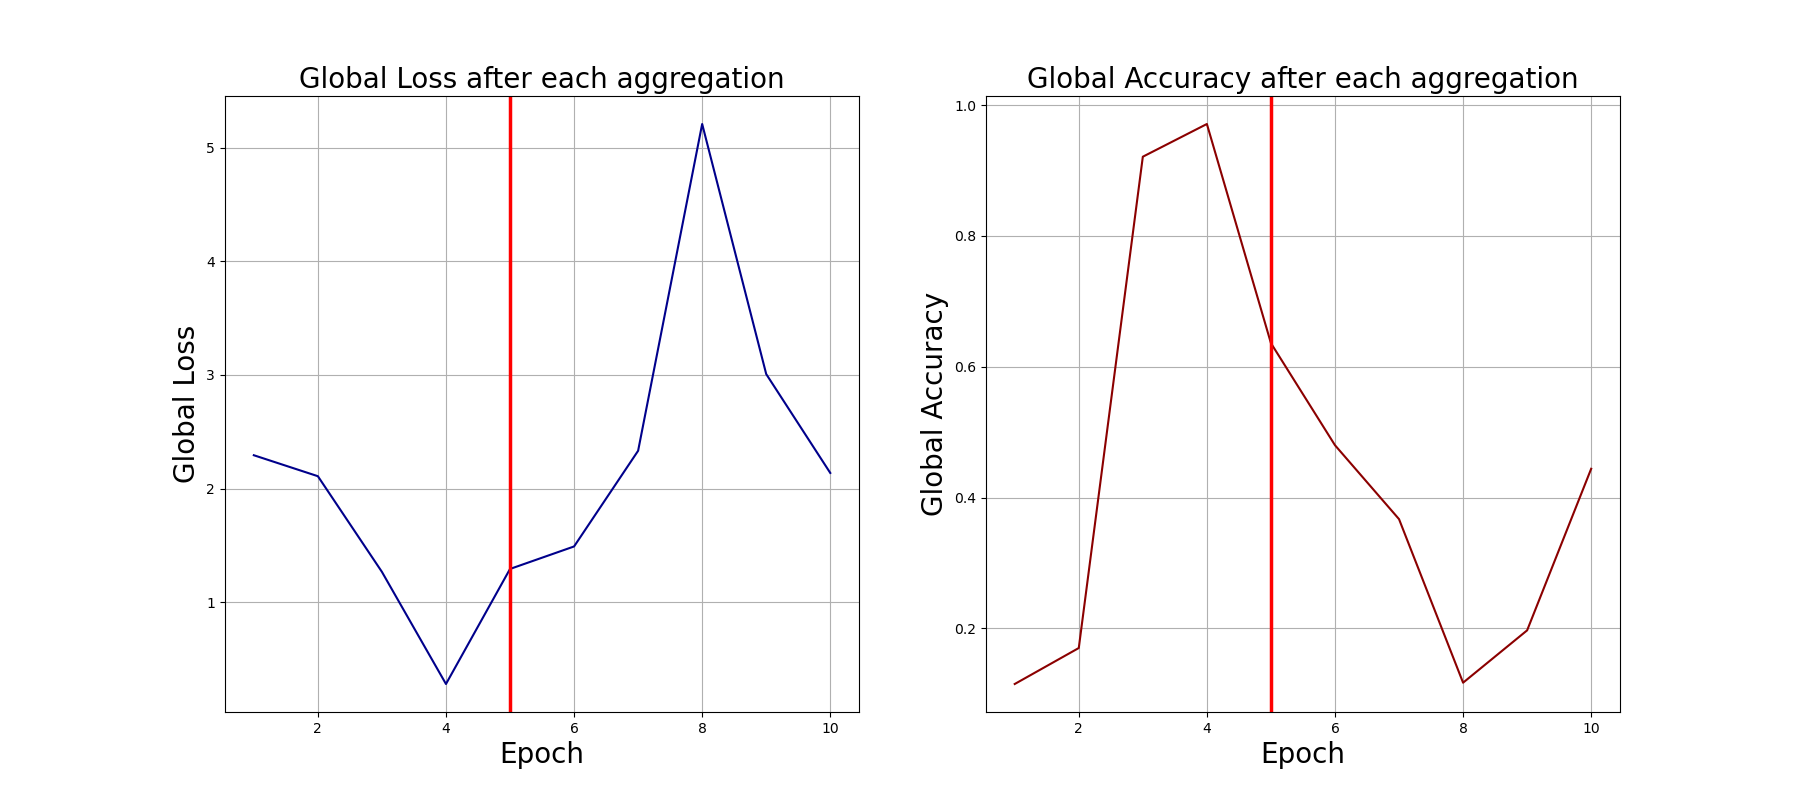 Global Loss after each aggregation
Global Loss
5
4
3
2
1
2 4 6 8 10
Epoch
Global Accuracy after each aggregation
Global Accuracy
1.0
0.8
0.6
0.4
0.2
2 4 6 8 10
Epoch